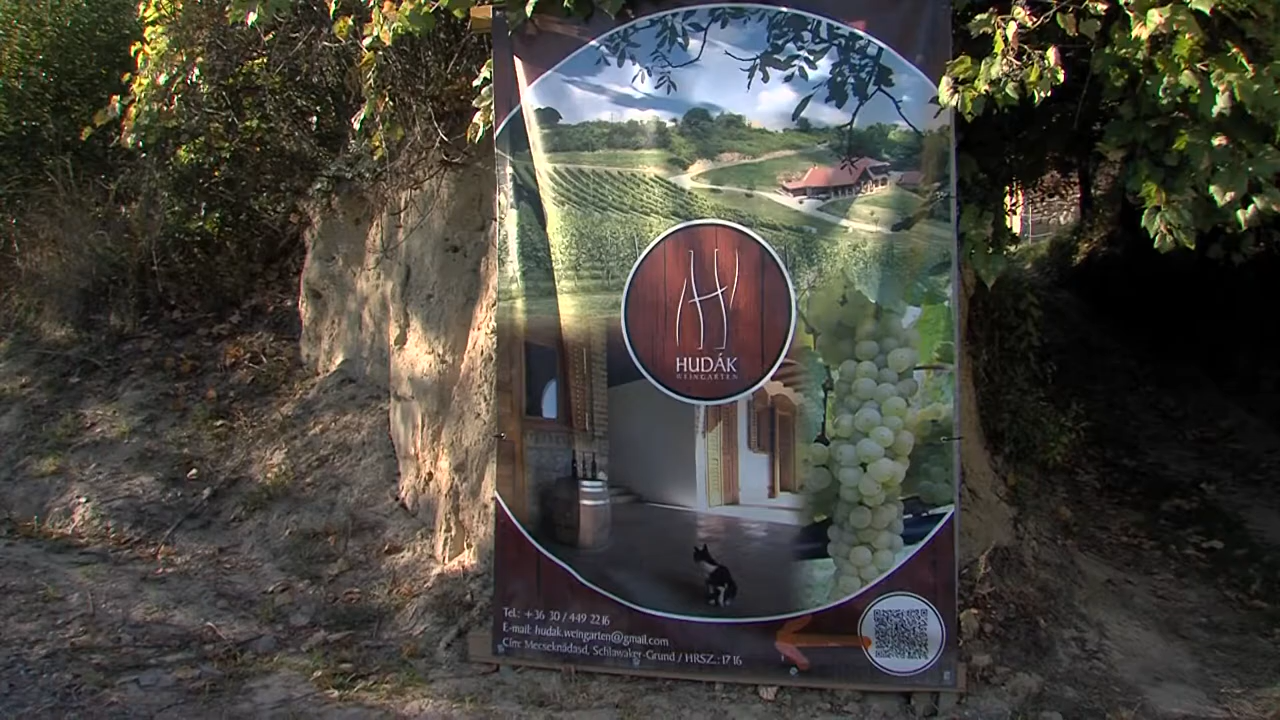 HUDÁK
WEINGARTEN
Tel.: +36 30 / 449 22 16
E-mail: hudak.weingarten@gmail.com
Cím: Mecseknádasd, Schlawaker-Grund / HRSZ.: 17 16